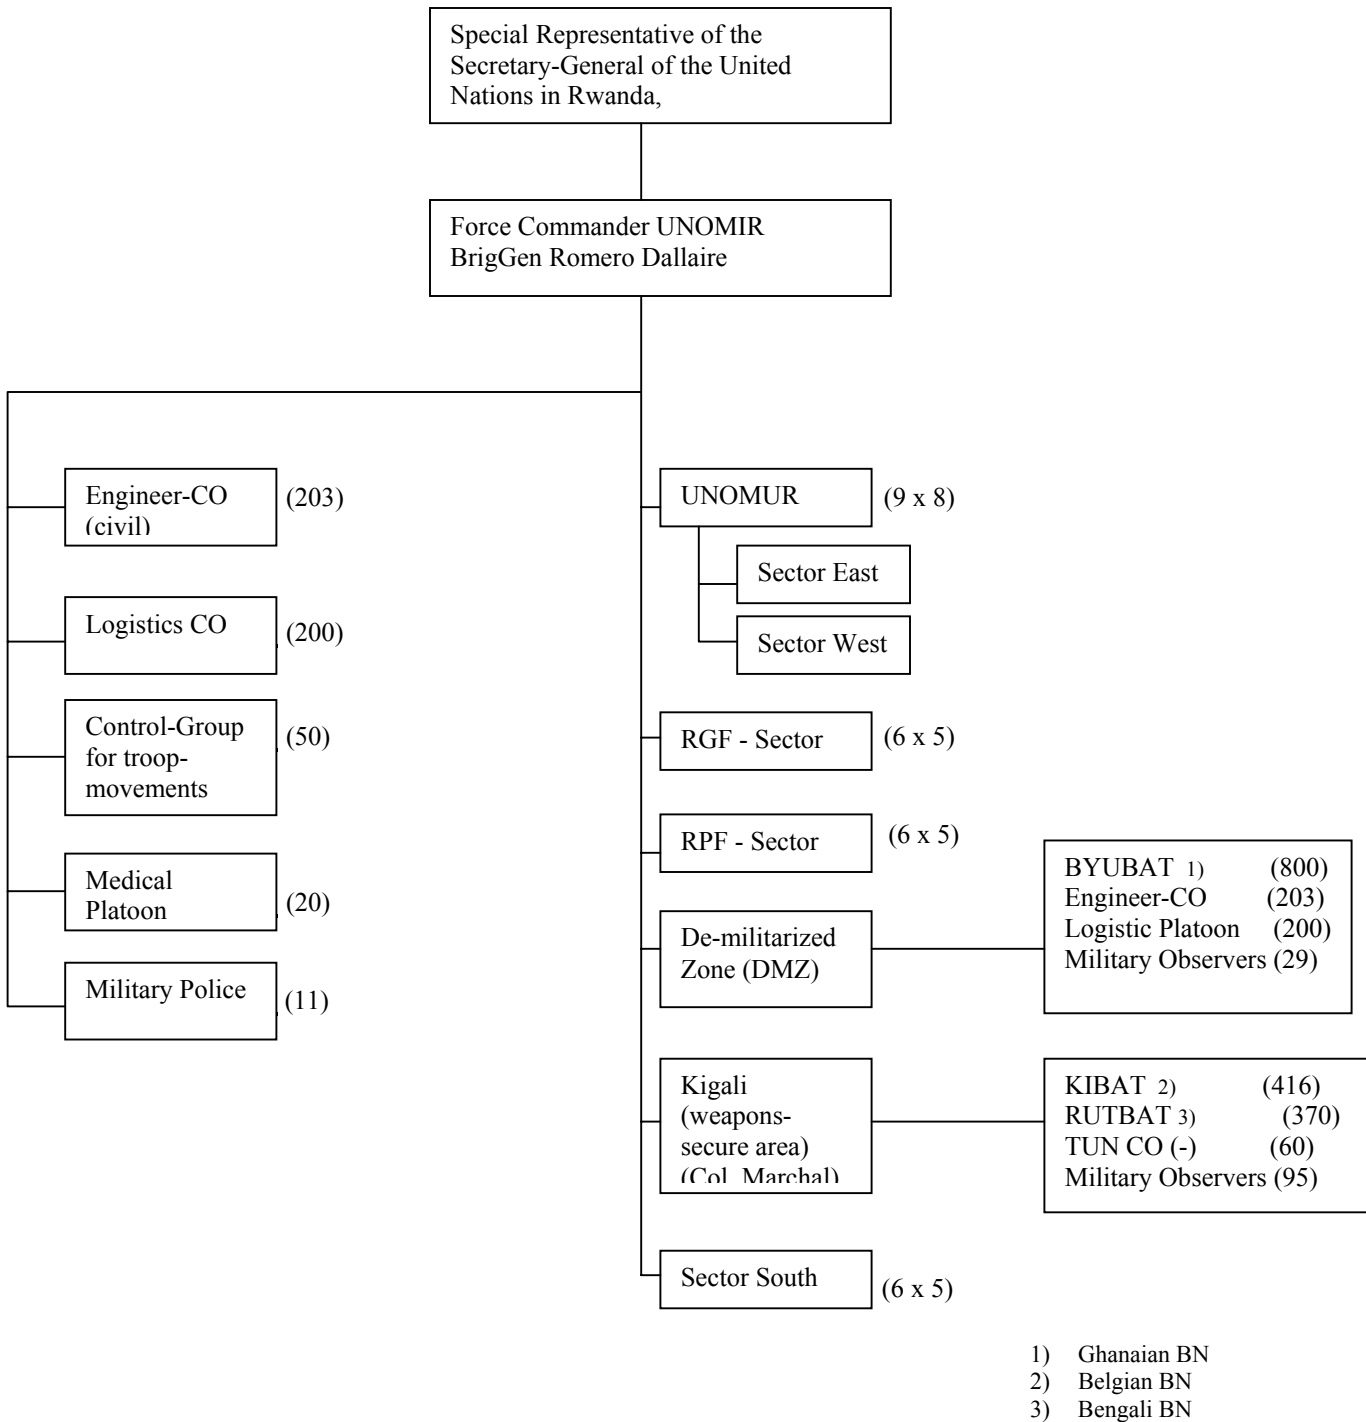 Special Representative of the
Secretary-General of the United
Nations in Rwanda,
Force Commander UNOMIR
BrigGen Romero Dallaire
Engineer-CO
(civil)
(203)
Logistics CO
(200)
Control-Group
for troop-
movements
(50)
Medical
Platoon
(20)
Military Police
(11)
UNOMUR
(9 x 8)
Sector East
Sector West
RGF - Sector
(6 x 5)
RPF - Sector
(6 x 5)
De-militarized
Zone (DMZ)
BYUBAT 1) (800)
Engineer-CO (203)
Logistic Platoon (200)
Military Observers (29)
Kigali
(weapons-
secure area)
(Col. Marchal)
KIBAT 2) (416)
RUTBAT 3) (370)
TUN CO (-) (60)
Military Observers (95)
Sector South
(6 x 5)
1) Ghanaian BN
2) Belgian BN
3) Bengali BN